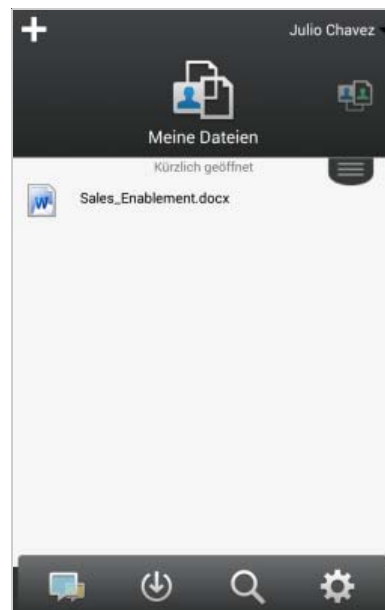 Julio Chavez
Meine Dateien
Kürzlich geöffnet
W
Sales_Enablement.docx